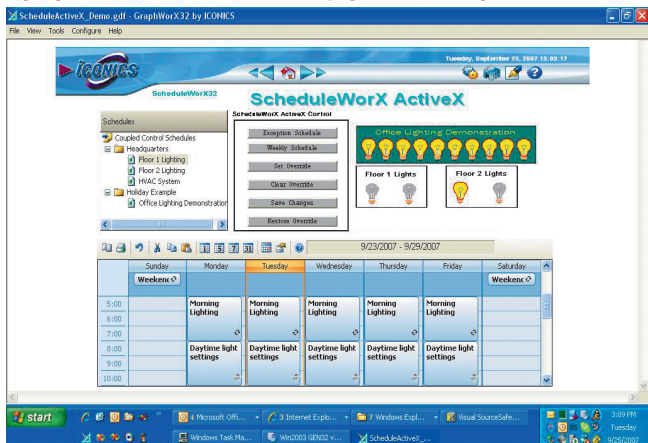 ScheduleActiveX_Demo.gdf - GraphWorX32 by ICONICS
File View Tools Configure Help
Tuesday, September 25, 2007 15:09:17
ICONICS
ScheduleWorX32
ScheduleWorX ActiveX
ScheduleWorX ActiveX Control
Schedules
Coupled Control Schedules
Headquarters
Floor 1 Lighting
Floor 2 Lighting
HVAC System
Holiday Example
Office Lighting Demonstration
Exception Schedule
Weekly Schedule
Set Override
Clear Override
Save Changes
Restore Override
Office Lighting Demonstration
Floor 1 Lights
Floor 2 Lights
1 5 7 31
9/23/2007 - 9/29/2007
Sunday Monday Tuesday Wednesday Thursday Friday Saturday
Weekend Weekend
5:00 Morning Lighting Morning Lighting Morning Lighting Morning Lighting Morning Lighting
6:00
7:00
8:00 Daytime light settings Daytime light settings Daytime light settings Daytime light settings Daytime light settings
9:00
10:00
start
4 Microsoft Offi...
3 Internet Explo...
7 Windows Expl...
Visual SourceSafe...
3:09 PM
Windows Task Ma...
Win2003 GEN32 v...
ScheduleActiveX_...
Tuesday
9/25/2007